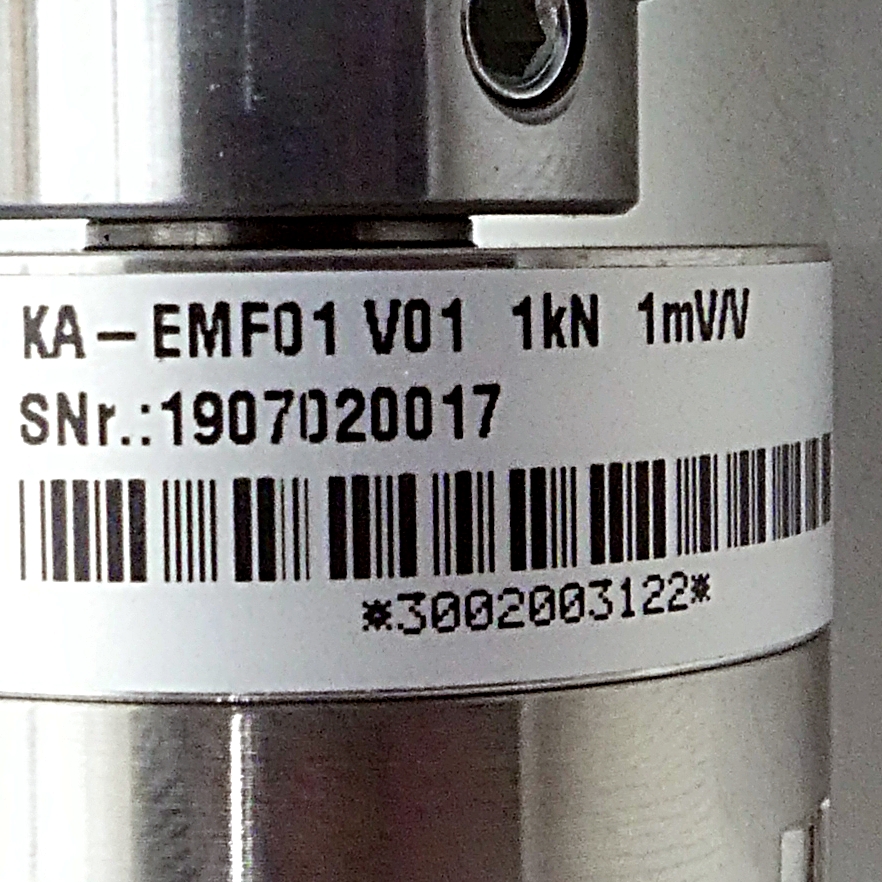 KA-EMF01 V01 1kN 1mV/V
SNr.:1907020017
*3002003122*